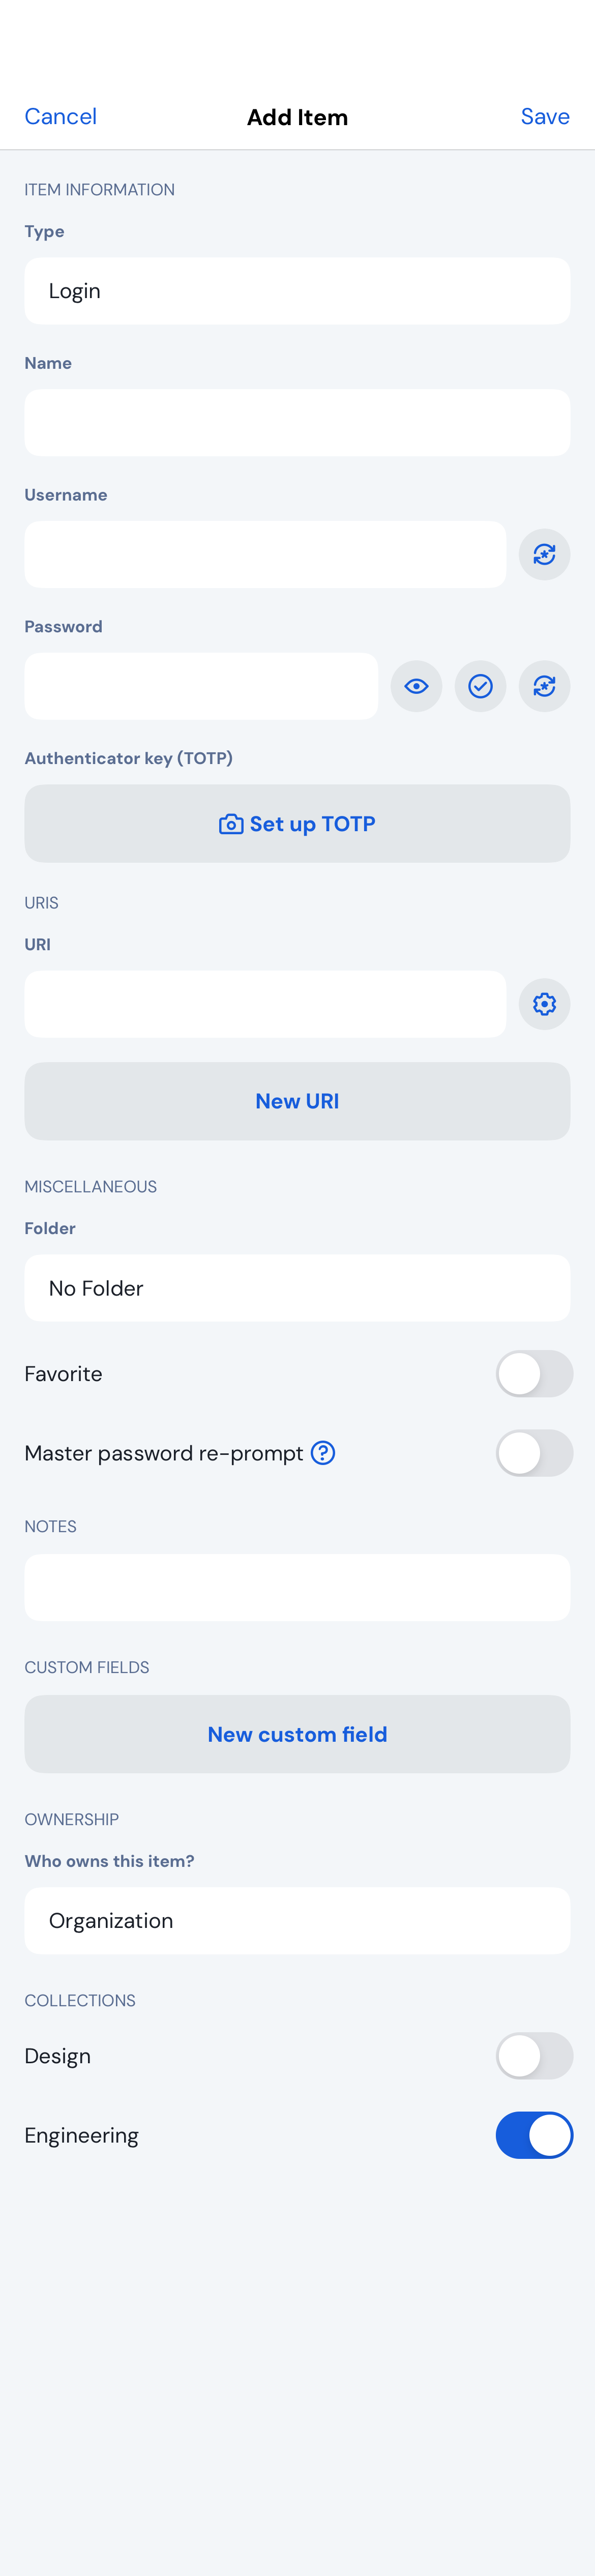 Cancel Add Item Save
ITEM INFORMATION
Type
Login
Name
Username
Password
Authenticator key (TOTP)
Set up TOTP
URIS
URI
New URI
MISCELLANEOUS
Folder
No Folder
Favorite
Master password re-prompt
NOTES
CUSTOM FIELDS
New custom field
OWNERSHIP
Who owns this item?
Organization
COLLECTIONS
Design
Engineering